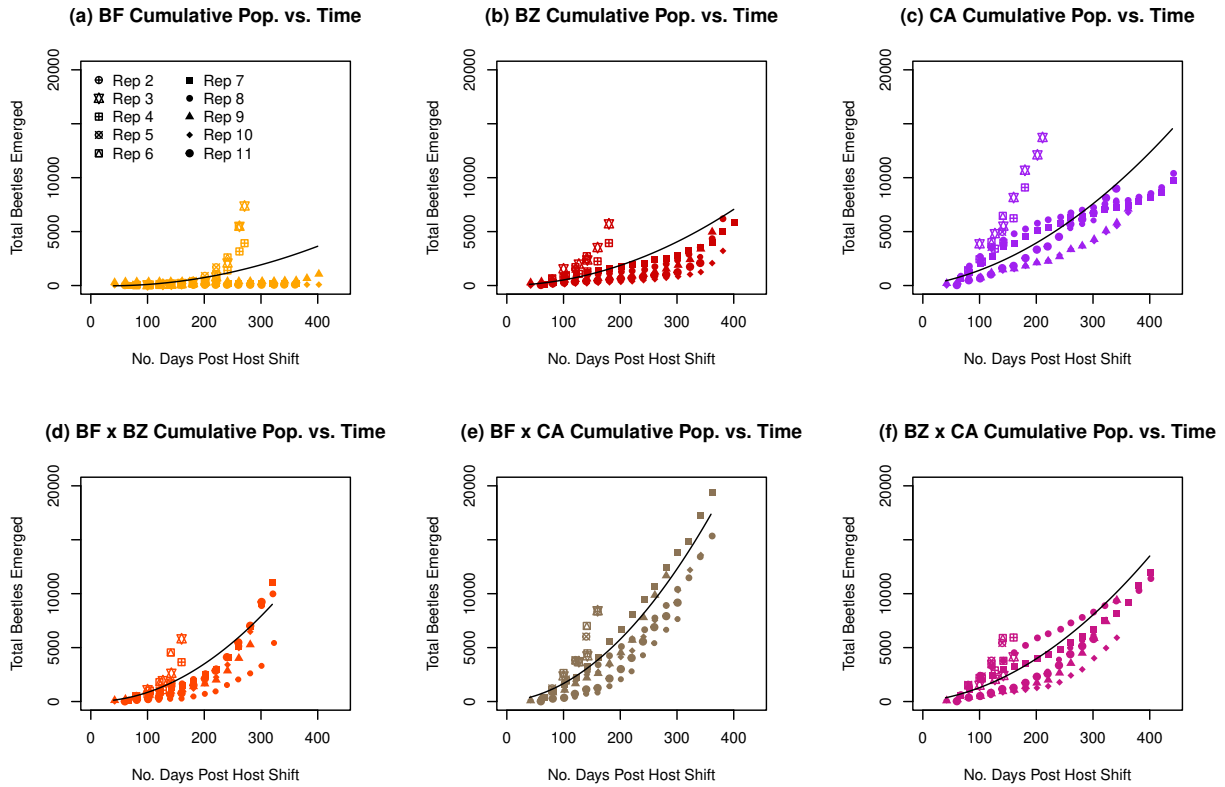 (a) BF Cumulative Pop. vs. Time
Total Beetles Emerged
20000
10000
5000
0
Rep 2
Rep 3
Rep 4
Rep 5
Rep 6
Rep 7
Rep 8
Rep 9
Rep 10
Rep 11
0 100 200 300 400
No. Days Post Host Shift
(b) BZ Cumulative Pop. vs. Time
Total Beetles Emerged
20000
10000
5000
0
0 100 200 300 400
No. Days Post Host Shift
(c) CA Cumulative Pop. vs. Time
Total Beetles Emerged
20000
10000
5000
0
0 100 200 300 400
No. Days Post Host Shift
(d) BF x BZ Cumulative Pop. vs. Time
Total Beetles Emerged
20000
10000
5000
0
0 100 200 300 400
No. Days Post Host Shift
(e) BF x CA Cumulative Pop. vs. Time
Total Beetles Emerged
20000
10000
5000
0
0 100 200 300 400
No. Days Post Host Shift
(f) BZ x CA Cumulative Pop. vs. Time
Total Beetles Emerged
20000
10000
5000
0
0 100 200 300 400
No. Days Post Host Shift